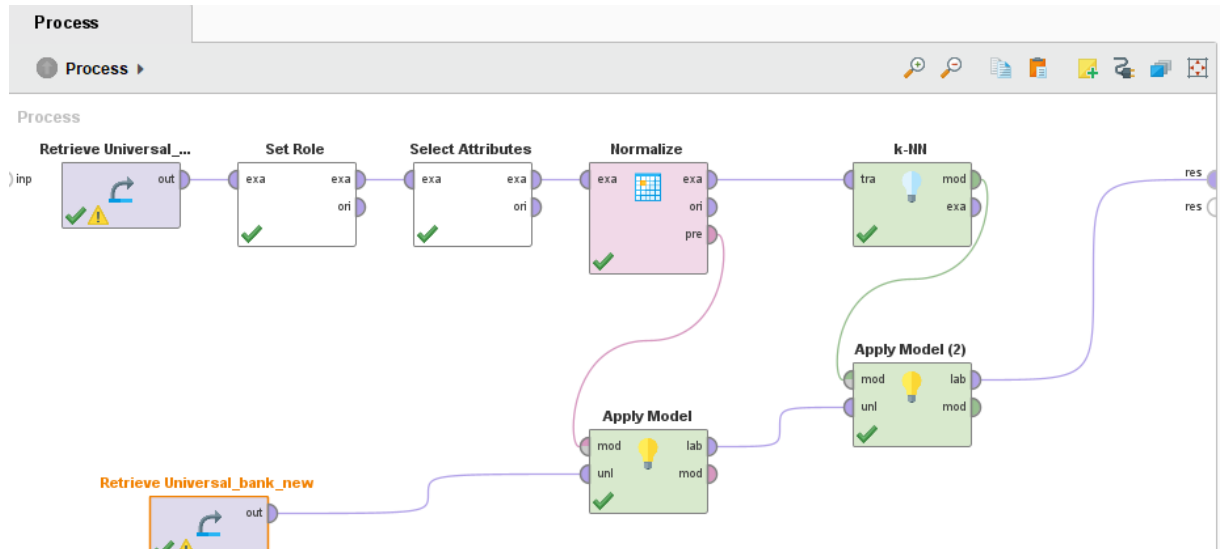 Process
Process
Process
Retrieve Universal_... Set Role Select Attributes Normalize k-NN
inp out exa exa exa exa exa exa tra mod res
ori ori ori exa res
pre
Apply Model (2)
mod lab
unl mod
Apply Model
mod lab
unl mod
Retrieve Universal_bank_new
out